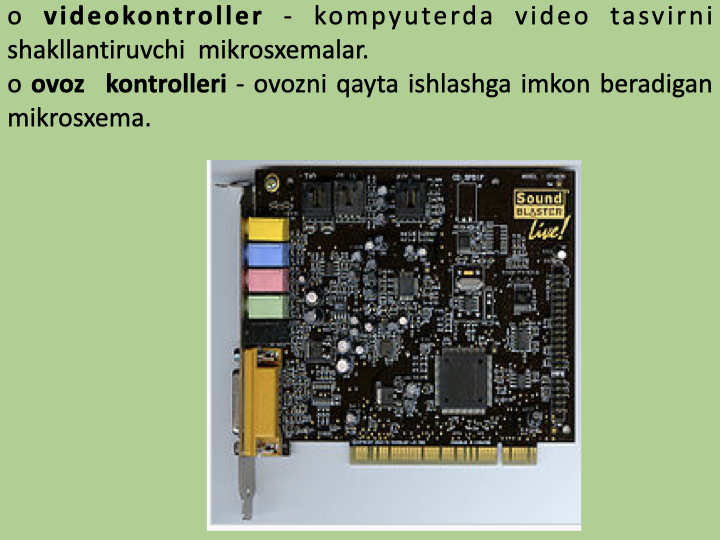 o videokontroller - kompyuterda video tasvirni
shakllantiruvchi mikrosxemalar.
o ovoz kontrolleri - ovozni qayta ishlashga imkon beradigan
mikrosxema.
Sound
BLASTER
Live!